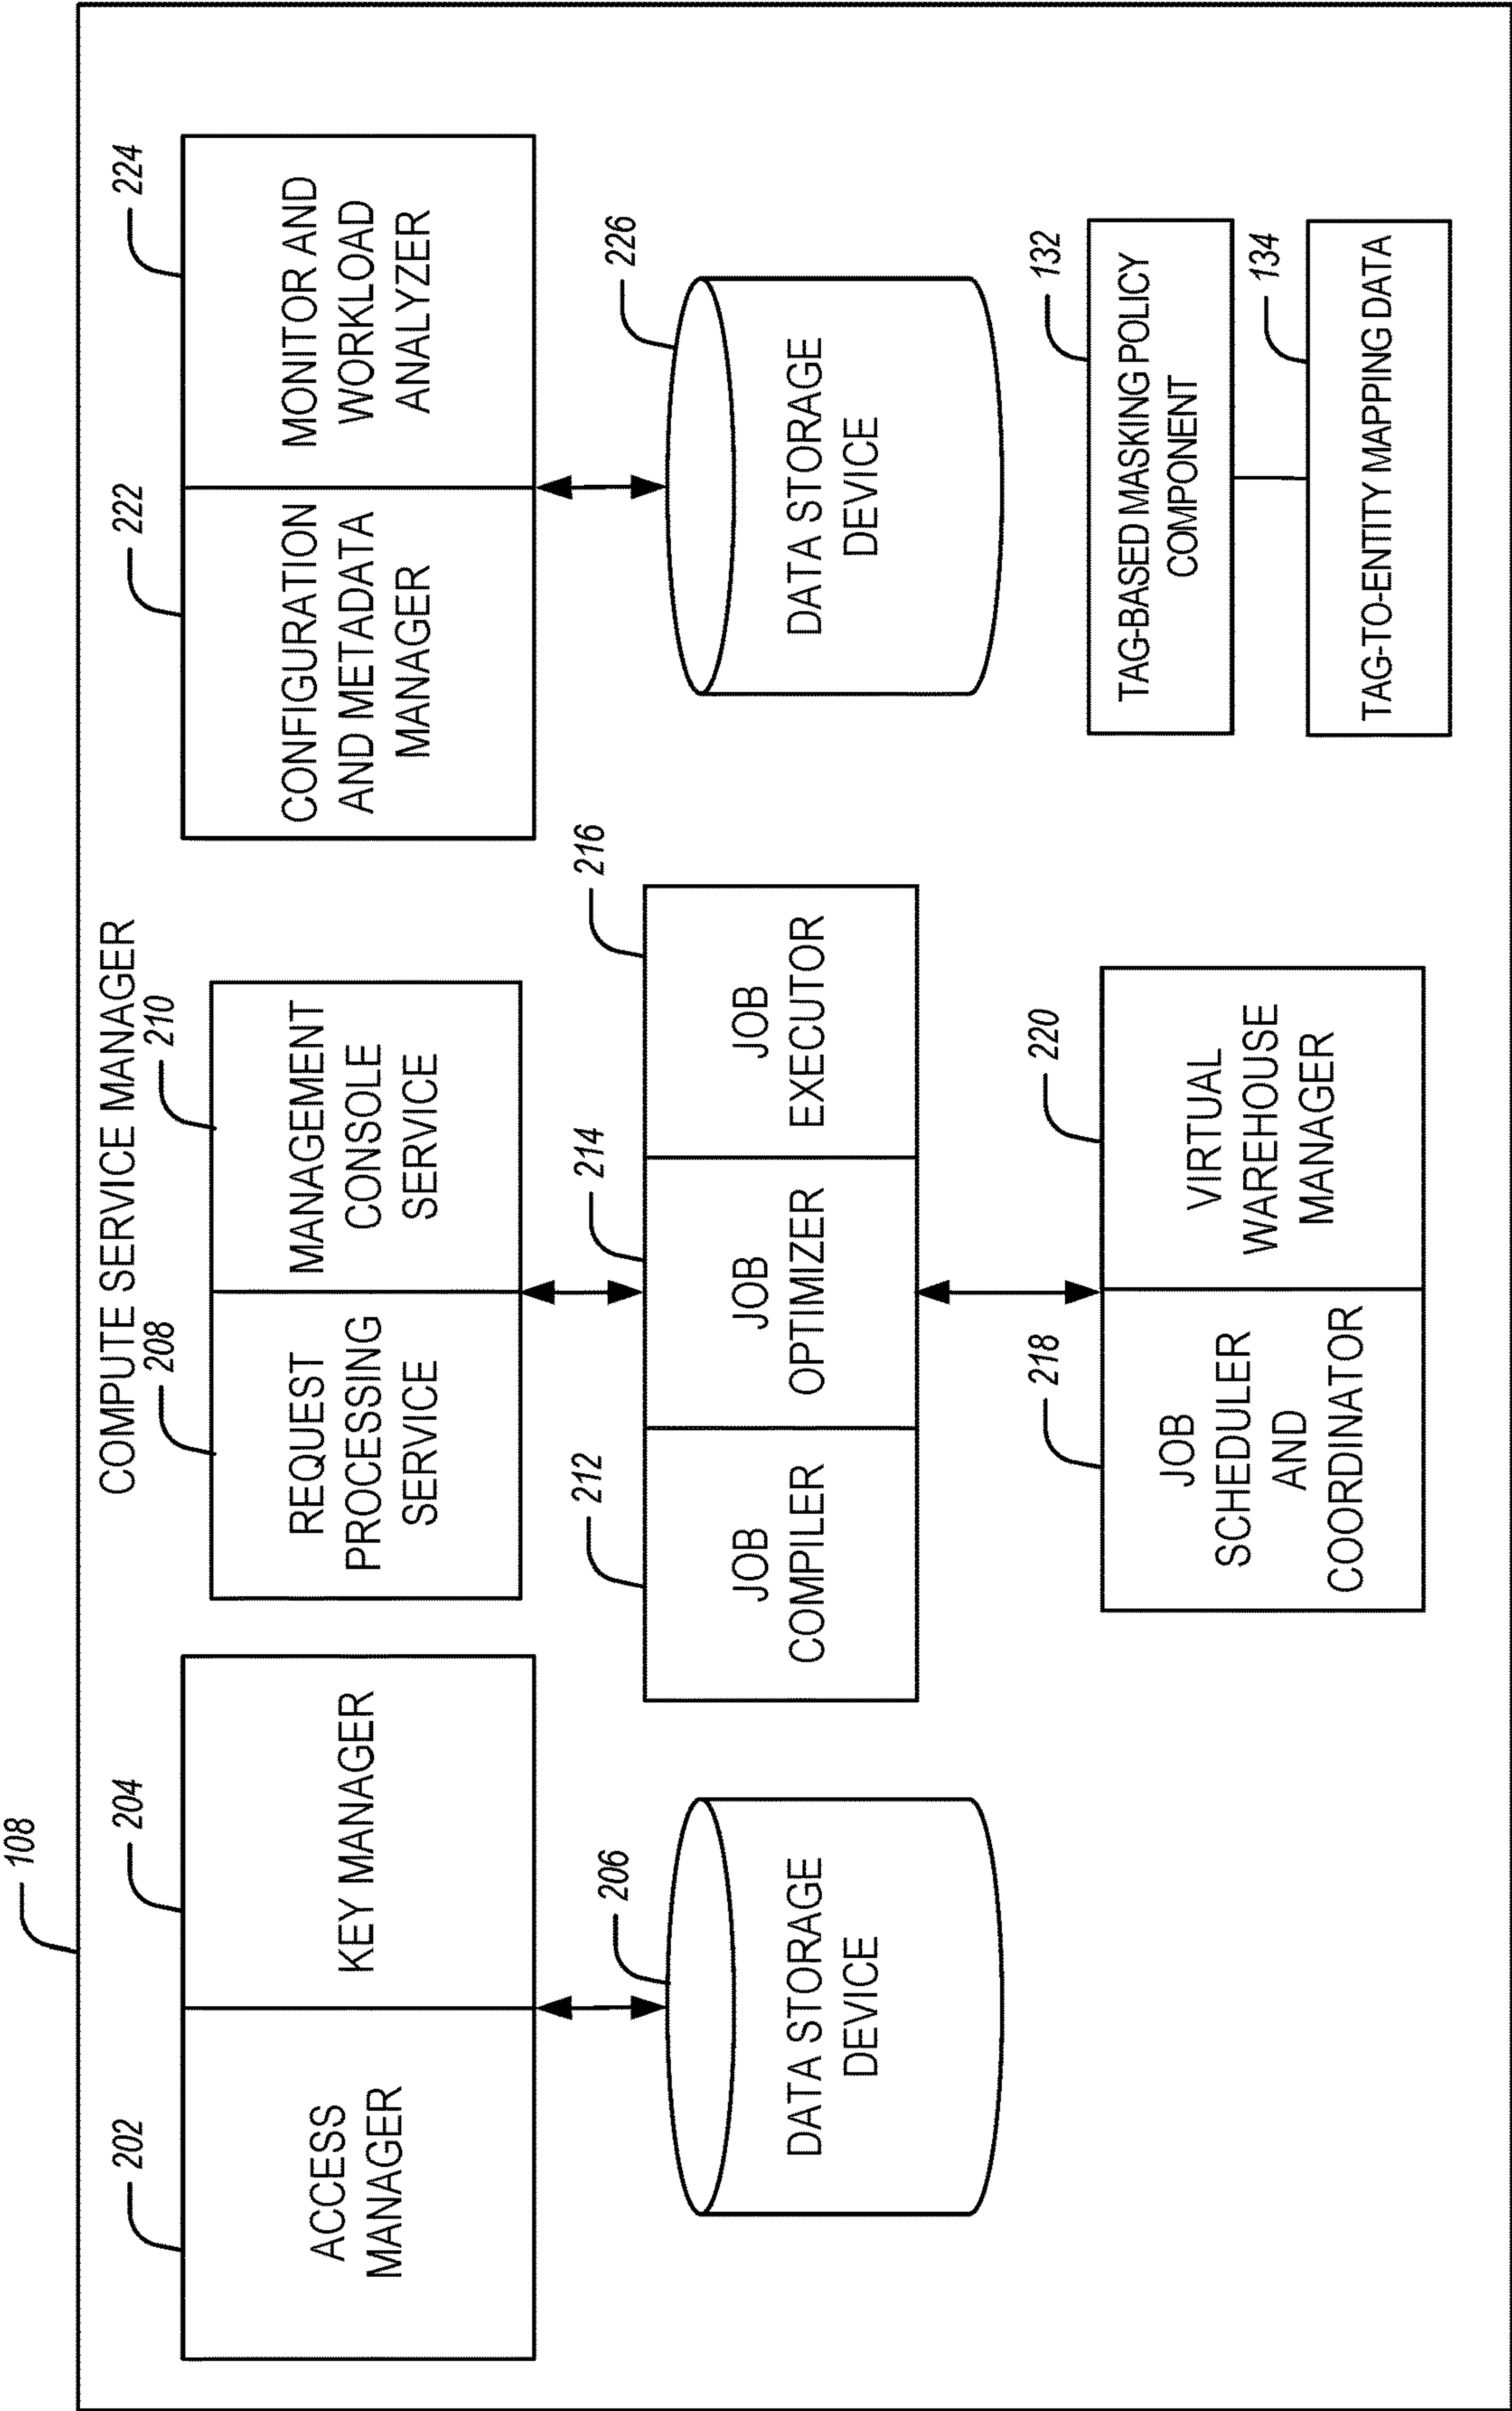 108
COMPUTE SERVICE MANAGER
202
204
ACCESS
MANAGER
KEY MANAGER
206
DATA STORAGE
DEVICE
208
210
REQUEST
PROCESSING
SERVICE
MANAGEMENT
CONSOLE
SERVICE
212
214
216
JOB
COMPILER
JOB
OPTIMIZER
JOB
EXECUTOR
218
220
JOB
SCHEDULER
AND
COORDINATOR
VIRTUAL
WAREHOUSE
MANAGER
222
224
CONFIGURATION
AND METADATA
MANAGER
MONITOR AND
WORKLOAD
ANALYZER
226
DATA STORAGE
DEVICE
132
TAG-BASED MASKING POLICY
COMPONENT
134
TAG-TO-ENTITY MAPPING DATA